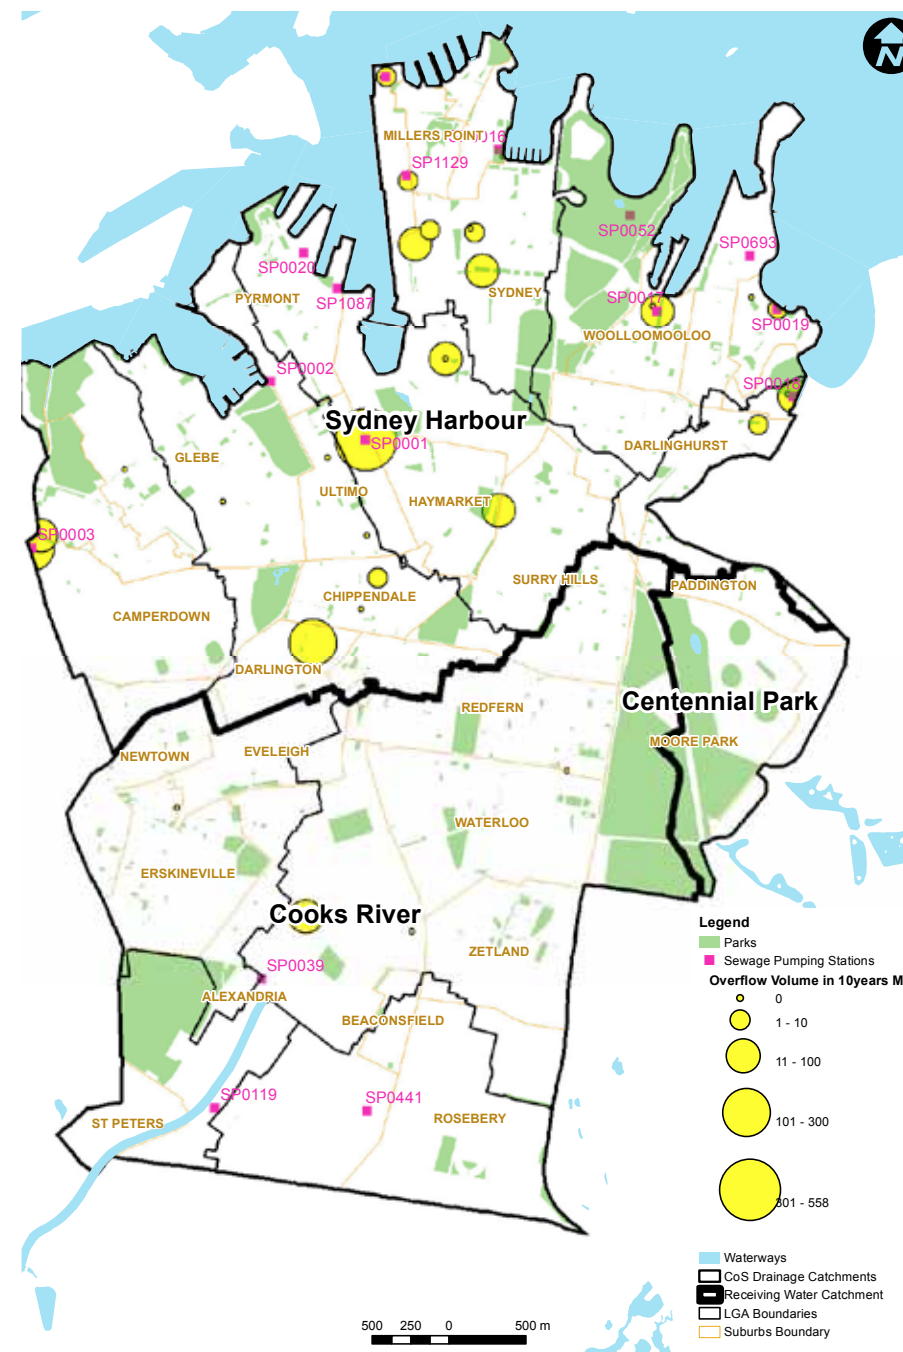 N
MILLERS POINT
016
SP1129
SP0052
SP0693
SP0020
SP1087
PYRMONT
SYDNEY
SP0017
SP0019
WOOLLOOMOOLOO
SP0002
SP0018
Sydney Harbour
SP0001
DARLINGHURST
GLEBE
ULTIMO
HAYMARKET
SP0003
SURRY HILLS
PADDINGTON
CHIPPENDALE
CAMPERDOWN
DARLINGTON
Centennial Park
REDFERN
MOORE PARK
EVELEIGH
NEWTOWN
WATERLOO
ERSKINEVILLE
Cooks River
ZETLAND
SP0039
ALEXANDRIA
BEACONSFIELD
SP0119
SP0441
ST PETERS
ROSEBERY
Legend
Parks
Sewage Pumping Stations
Overflow Volume in 10years M
0
1 - 10
11 - 100
101 - 300
301 - 558
Waterways
CoS Drainage Catchments
Receiving Water Catchment
LGA Boundaries
Suburbs Boundary
500 250 0 500 m